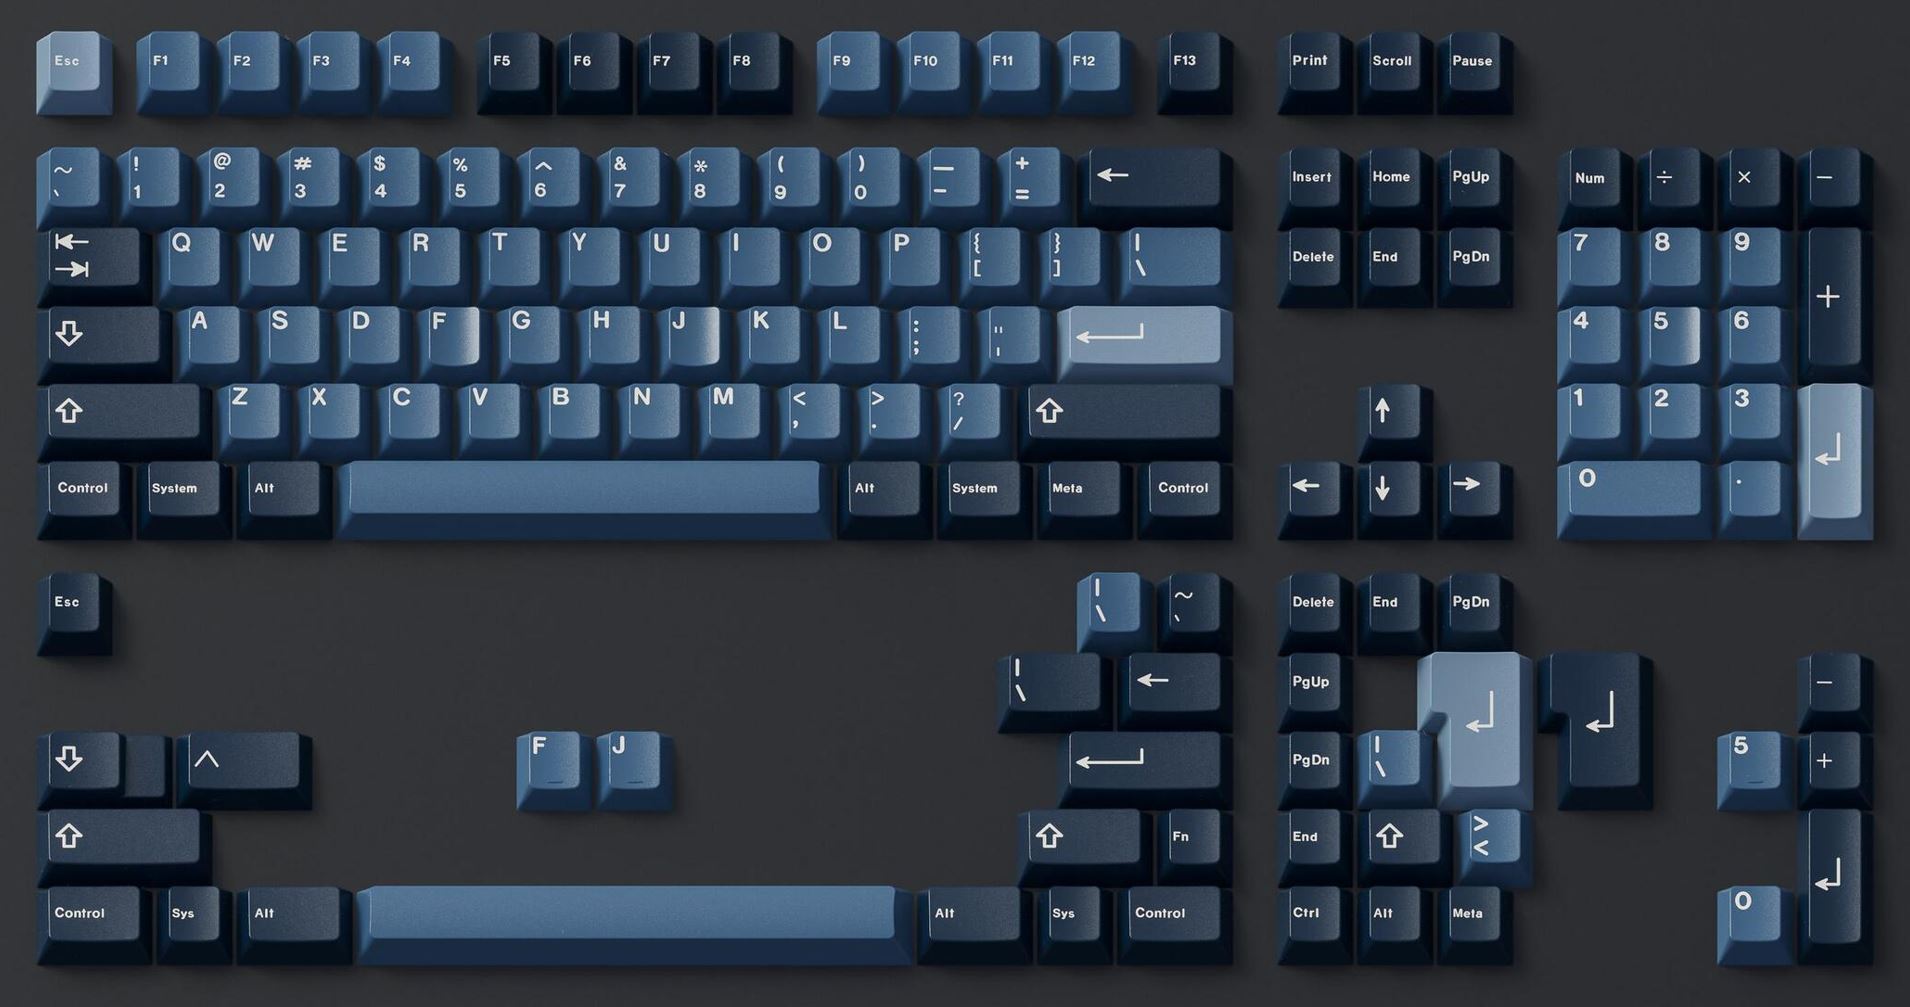 Esc F1 F2 F3 F4 F5 F6 F7 F8 F9 F10 F11 F12 F13 Print Scroll Pause
~ ! @ # $ % ^ & * ( ) — +
` 1 2 3 4 5 6 7 8 9 0 - = ← Insert Home PgUp Num ÷ × −
⇤ Q W E R T Y U I O P { } | 7 8 9
⇥ [ ] \ Delete End PgDn +
⇩ A S D F G H J K L : " ↵ 4 5 6
; '
⇧ Z X C V B N M < > ? ⇧ ↑ 1 2 3
, . / ↵
Control System Alt Alt System Meta Control ← ↓ → 0 .
Esc | ~ Delete End PgDn
\ `
| ← PgUp ↵ ↵ −
\
⇩ ^ F J ↵ PgDn | 5 +
\
⇧ ⇧ Fn End ⇧ > ↵
<
Control Sys Alt Alt Sys Control Ctrl Alt Meta 0